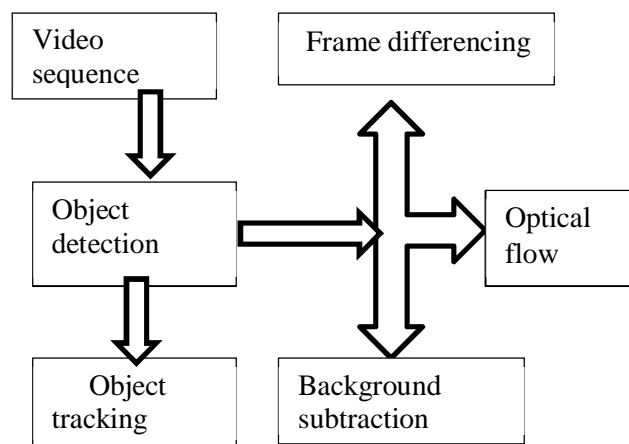 Video
sequence
Frame differencing
Object
detection
Optical
flow
Object
tracking
Background
subtraction